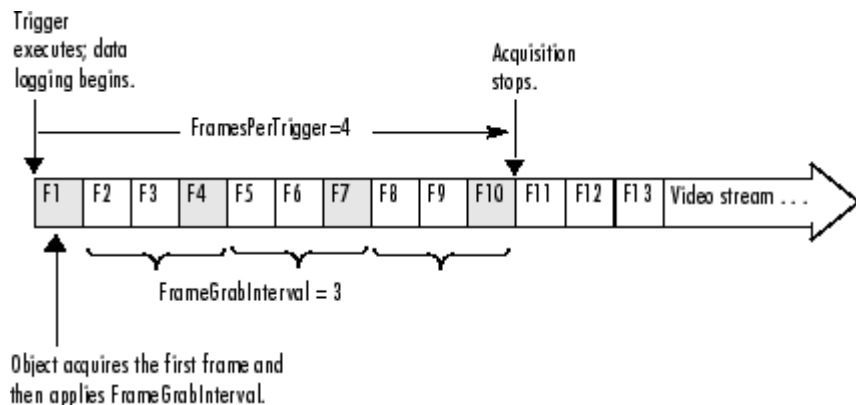 Trigger
executes; data
logging begins.
Acquisition
stops.
FramesPerTrigger=4
F1 F2 F3 F4 F5 F6 F7 F8 F9 F10 F11 F12 F13 Video stream . . .
FrameGrabInterval = 3
Object acquires the first frame and
then applies FrameGrabInterval.